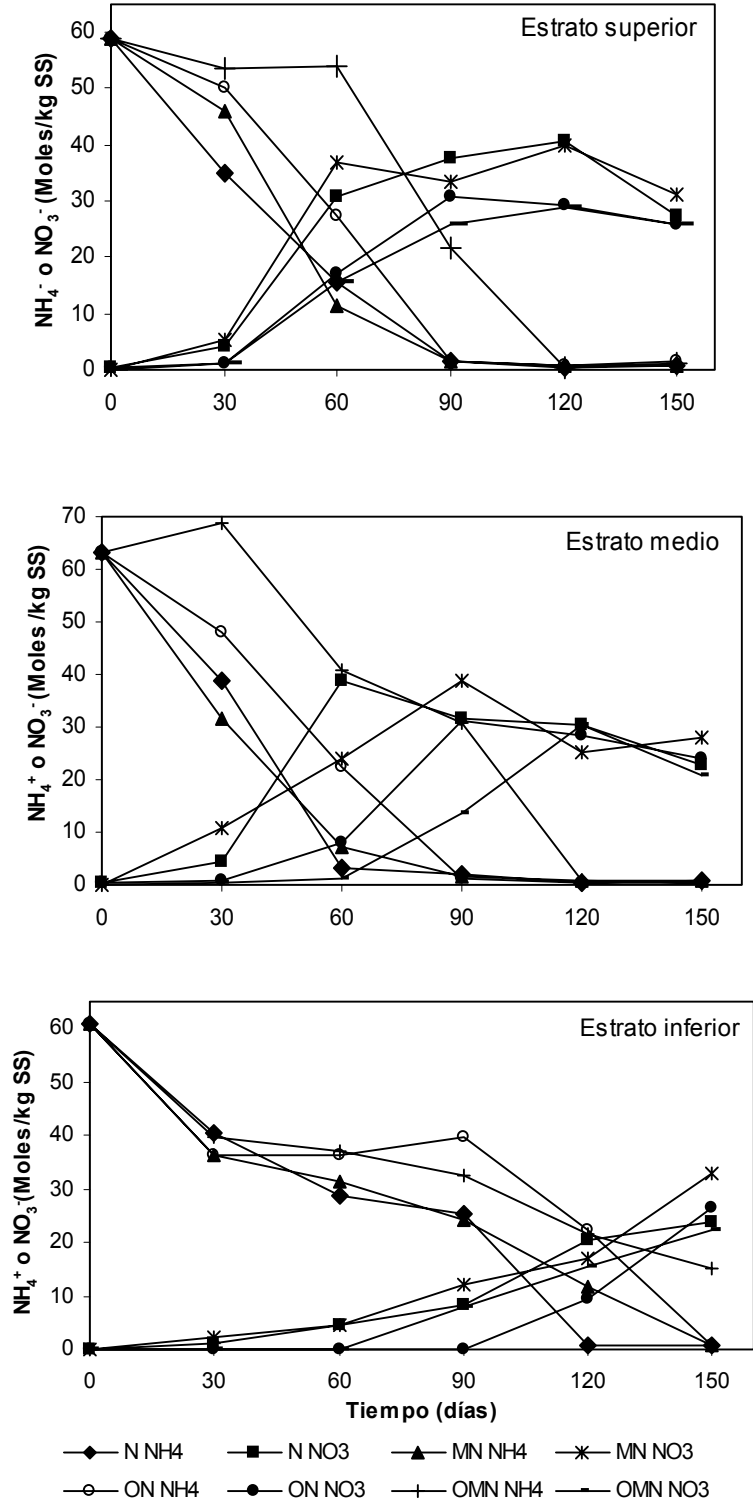 Estrato superior
NH₄⁻ o NO₃⁻ (Moles/kg SS)
60
50
40
30
20
10
0
0 30 60 90 120 150
Estrato medio
NH₄⁺ o NO₃⁻ (Moles /kg SS)
70
60
50
40
30
20
10
0
0 30 60 90 120 150
Estrato inferior
NH₄⁺ o NO₃⁻(Moles/kg SS)
60
50
40
30
20
10
0
0 30 60 90 120 150
Tiempo (días)
N NH4 N NO3 MN NH4 MN NO3
ON NH4 ON NO3 OMN NH4 OMN NO3